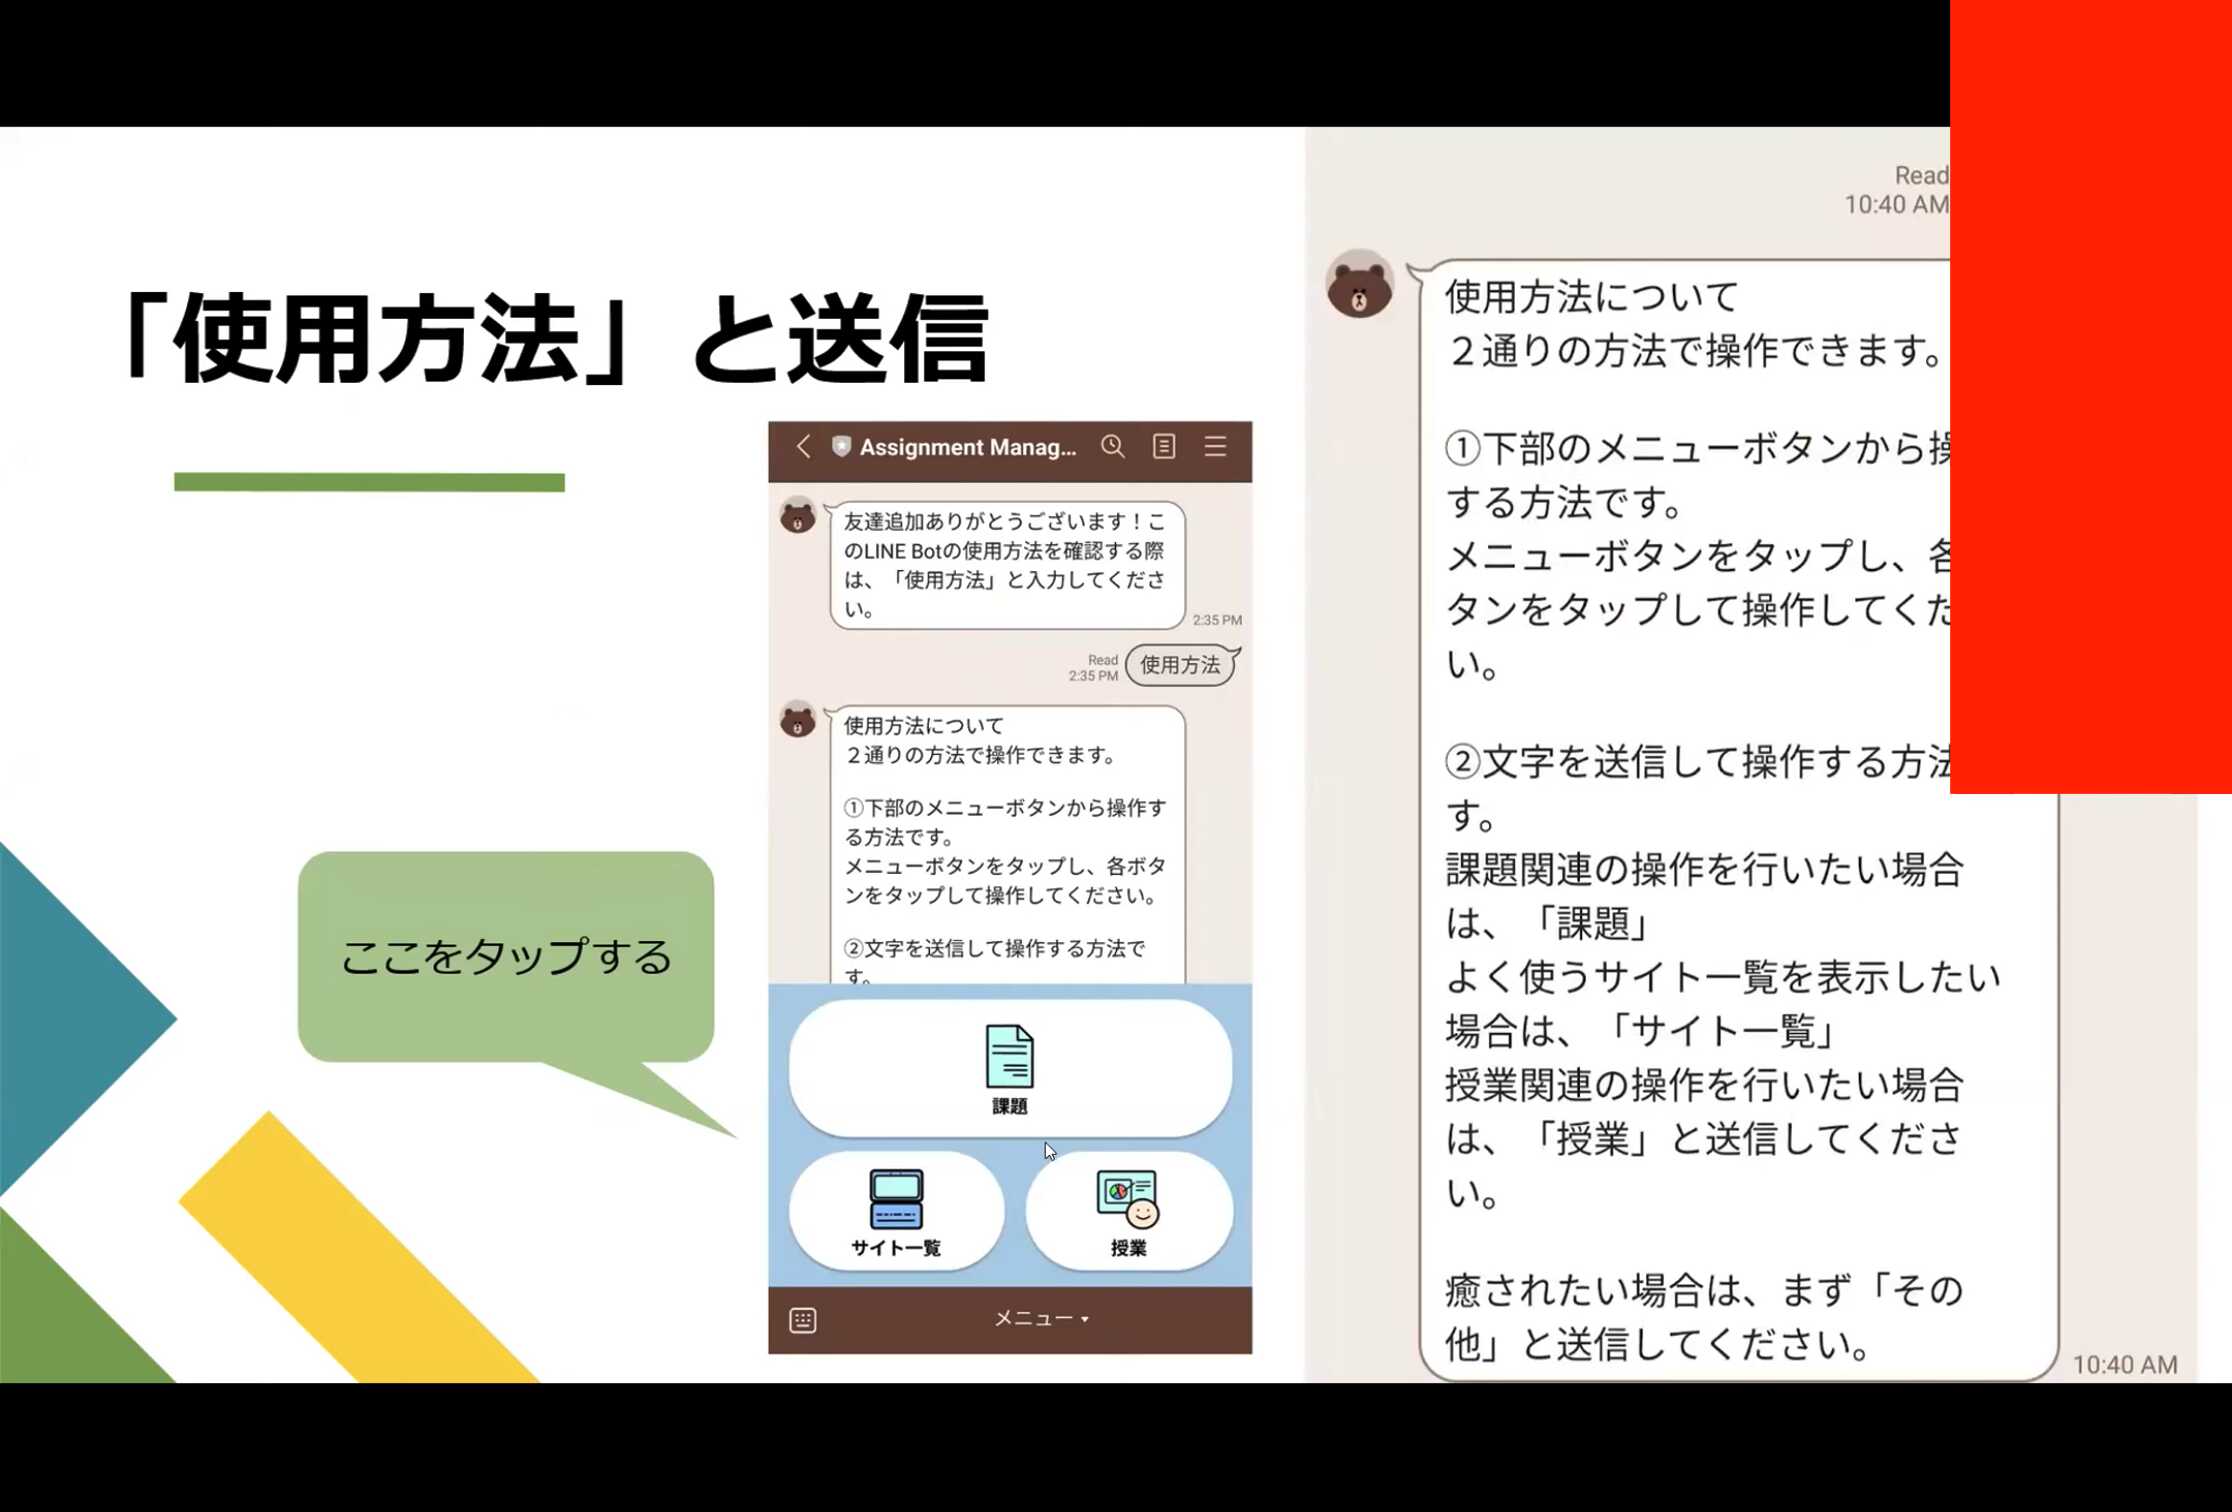 「使用方法」と送信
Assignment Manag...
友達追加ありがとうございます！こ
のLINE Botの使用方法を確認する際
は、「使用方法」と入力してくださ
い。
2:35 PM
Read
2:35 PM
使用方法
使用方法について
２通りの方法で操作できます。
①下部のメニューボタンから操作す
る方法です。
メニューボタンをタップし、各ボタ
ンをタップして操作してください。
②文字を送信して操作する方法で
す。
ここをタップする
課題
サイト一覧
授業
メニュー
Read
10:40 AM
使用方法について
２通りの方法で操作できます。
①下部のメニューボタンから操
する方法です。
メニューボタンをタップし、各
タンをタップして操作してくだ
い。
②文字を送信して操作する方法
す。
課題関連の操作を行いたい場合
は、「課題」
よく使うサイト一覧を表示したい
場合は、「サイト一覧」
授業関連の操作を行いたい場合
は、「授業」と送信してくださ
い。
癒されたい場合は、まず「その
他」と送信してください。
10:40 AM